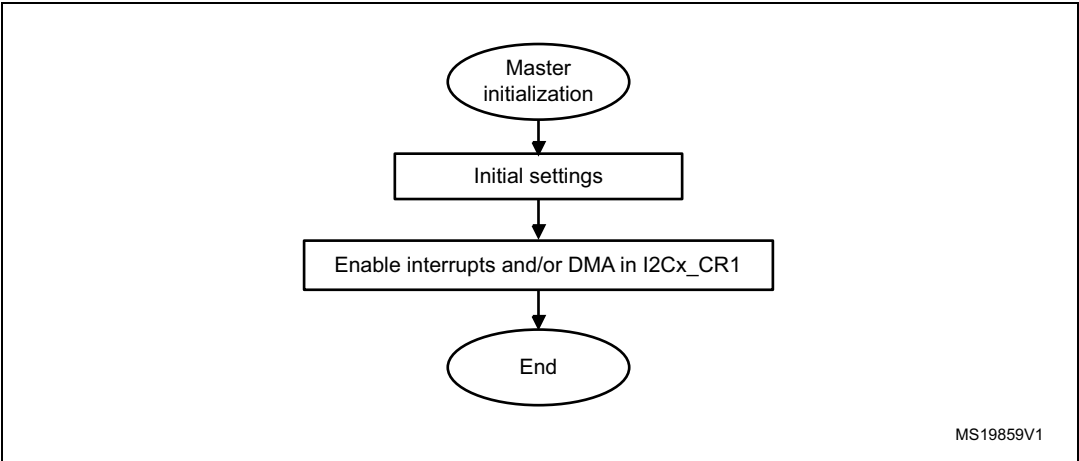 Master
initialization
Initial settings
Enable interrupts and/or DMA in I2Cx_CR1
End
MS19859V1